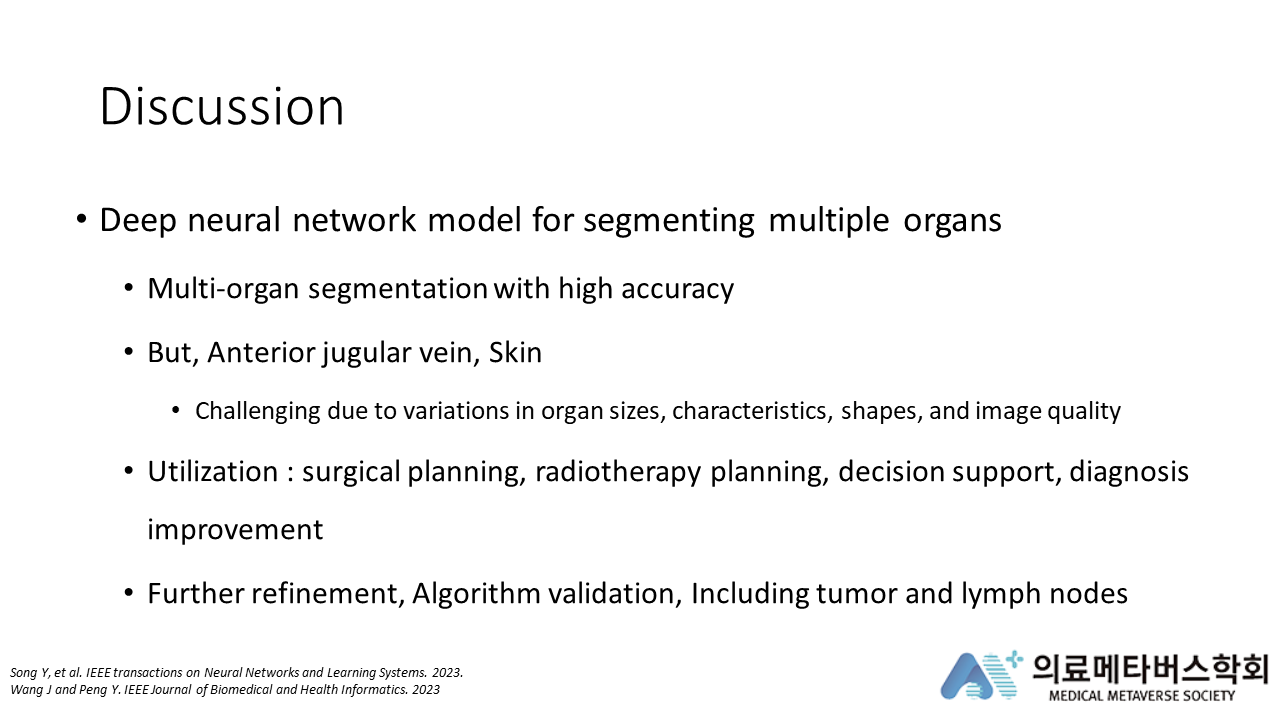 Discussion
• Deep neural network model for segmenting multiple organs
• Multi-organ segmentation with high accuracy
• But, Anterior jugular vein, Skin
• Challenging due to variations in organ sizes, characteristics, shapes, and image quality
• Utilization : surgical planning, radiotherapy planning, decision support, diagnosis
improvement
• Further refinement, Algorithm validation, Including tumor and lymph nodes
Song Y, et al. IEEE transactions on Neural Networks and Learning Systems. 2023.
Wang J and Peng Y. IEEE Journal of Biomedical and Health Informatics. 2023
의료메타버스학회
MEDICAL METAVERSE SOCIETY